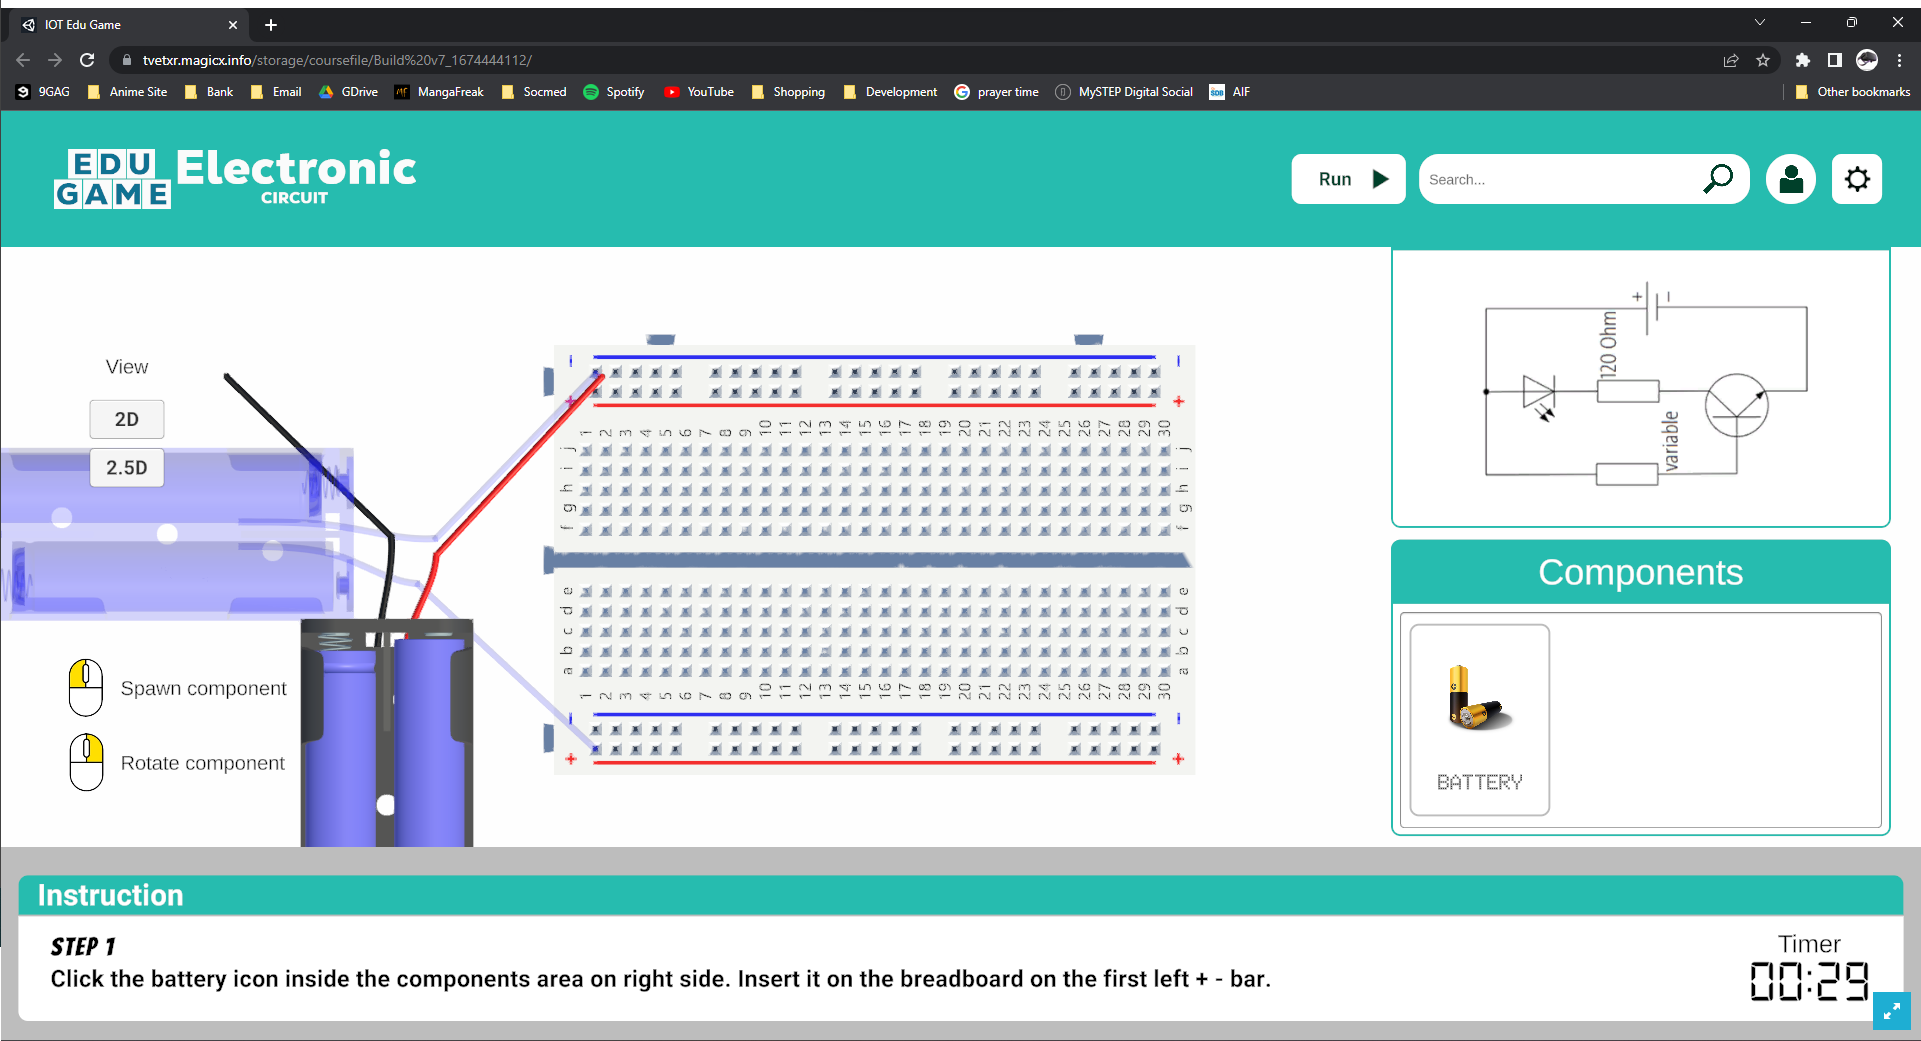 IOT Edu Game
tvetxr.magicx.info/storage/coursefile/Build%20v7_1674444112/
9GAG Anime Site Bank Email GDrive MangaFreak Socmed Spotify YouTube Shopping Development prayer time MySTEP Digital Social AIF Other bookmarks
EDU GAME Electronic
CIRCUIT
Run
Search...
View
2D
2.5D
Spawn component
Rotate component
1 2 3 4 5 6 7 8 9 10 11 12 13 14 15 16 17 18 19 20 21 22 23 24 25 26 27 28 29 30
j j
i i
h h
g g
f f
e e
d d
c c
b b
a a
1 2 3 4 5 6 7 8 9 10 11 12 13 14 15 16 17 18 19 20 21 22 23 24 25 26 27 28 29 30
+ -
120 Ohm
variable
Components
BATTERY
Instruction
STEP 1
Click the battery icon inside the components area on right side. Insert it on the breadboard on the first left + - bar.
Timer
00:29